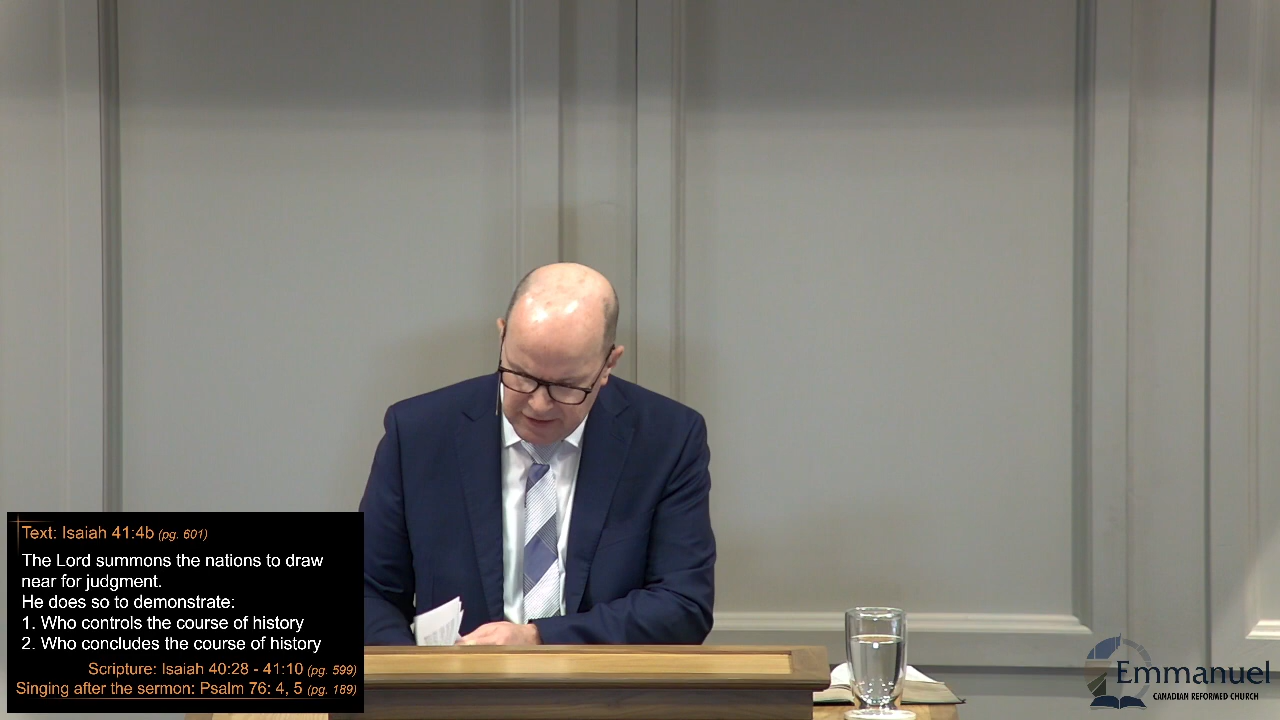 Text: Isaiah 41:4b (pg. 601)
The Lord summons the nations to draw
near for judgment.
He does so to demonstrate:
1. Who controls the course of history
2. Who concludes the course of history
Scripture: Isaiah 40:28 - 41:10 (pg. 599)
Singing after the sermon: Psalm 76: 4, 5 (pg. 189)
Emmanuel
CANADIAN REFORMED CHURCH